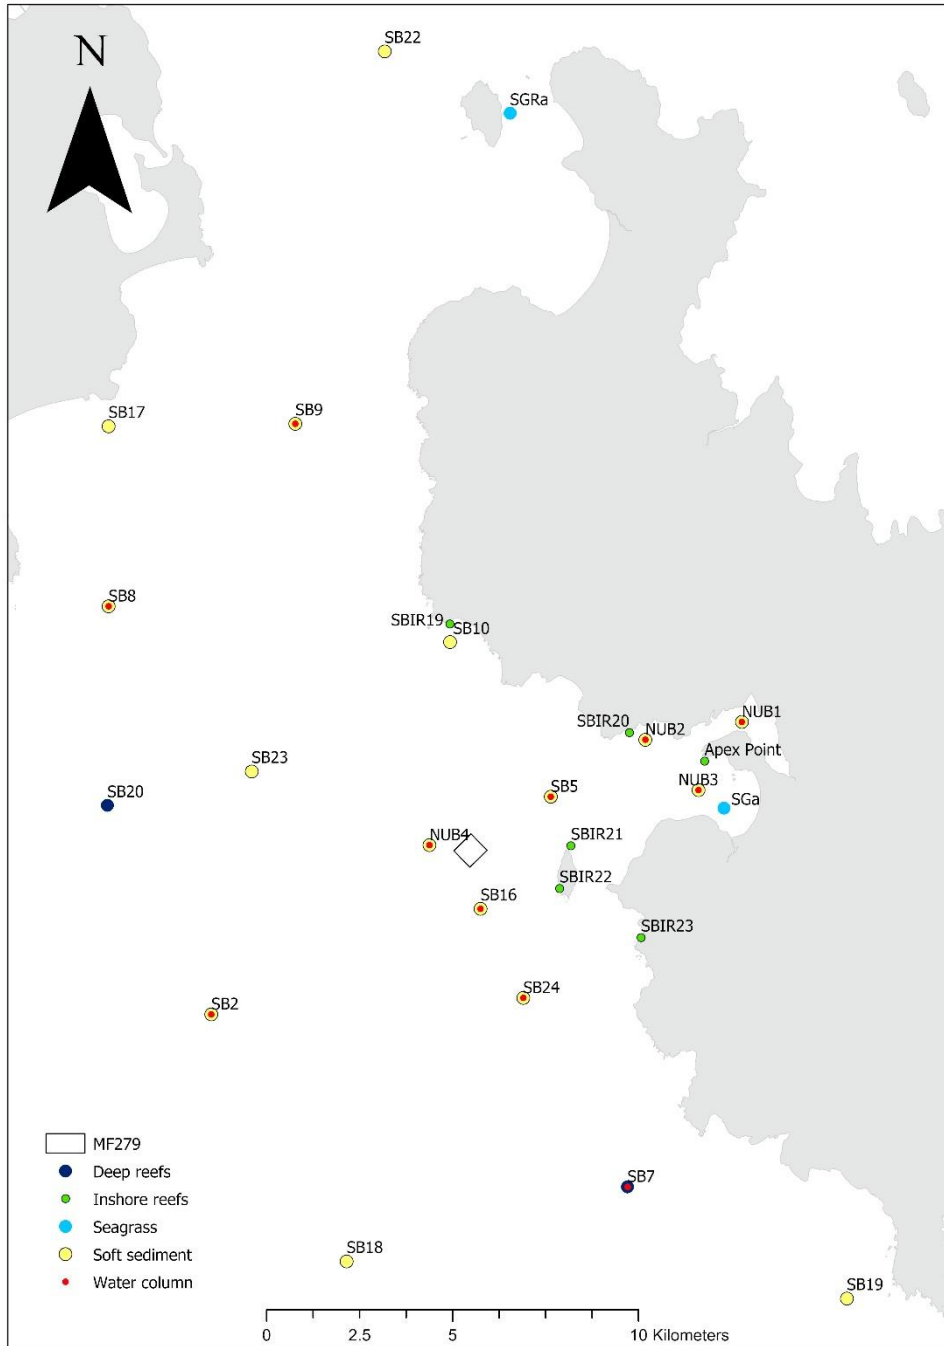 SB22
N
SGRa
SB17
SB9
SB8
SBIR19
SB10
SBIR20
NUB2
NUB1
Apex Point
SB23
SB20
SB5
NUB3
SGa
NUB4
SBIR21
SBIR22
SB16
SBIR23
SB24
SB2
MF279
Deep reefs
Inshore reefs
Seagrass
Soft sediment
Water column
SB7
SB18
SB19
0 2.5 5 10 Kilometers